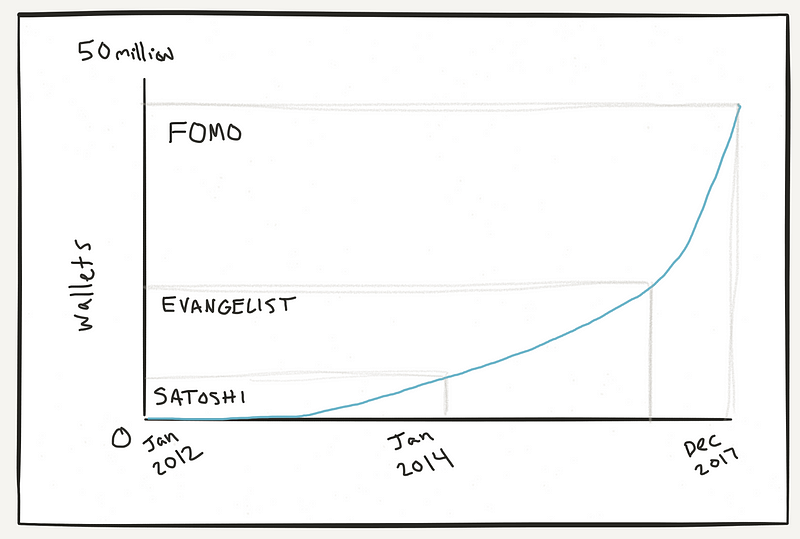 50 million
FOMO
wallets
EVANGELIST
SATOSHI
0
Jan
2012
Jan
2014
Dec
2017